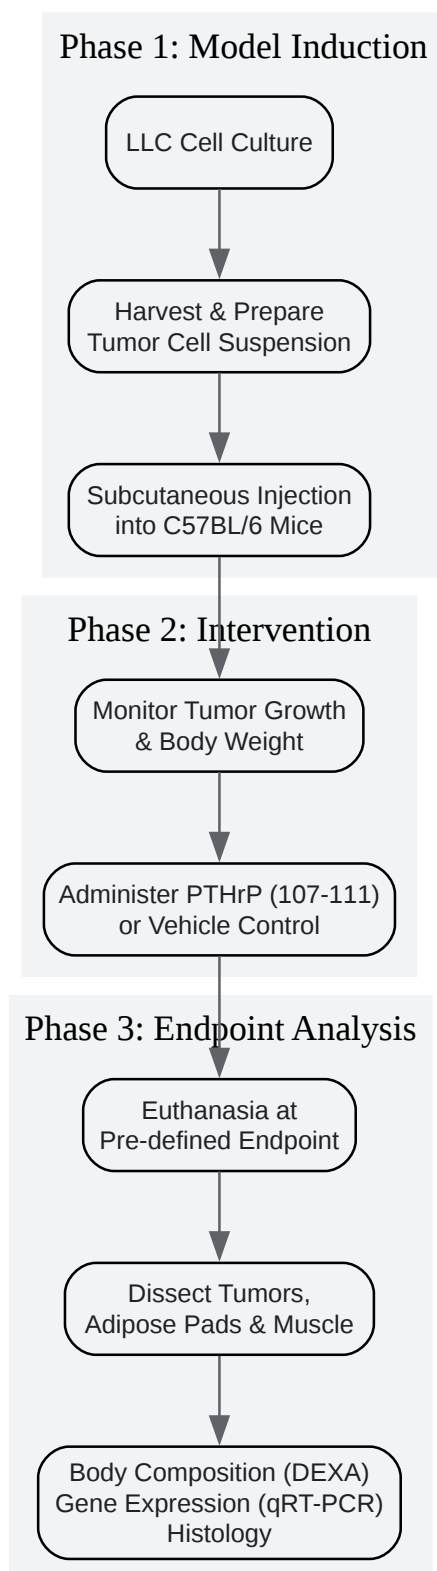 Phase 1: Model Induction
LLC Cell Culture
Harvest & Prepare
Tumor Cell Suspension
Subcutaneous Injection
into C57BL/6 Mice
Phase 2: Intervention
Monitor Tumor Growth
& Body Weight
Administer PTHrP (107-111)
or Vehicle Control
Phase 3: Endpoint Analysis
Euthanasia at
Pre-defined Endpoint
Dissect Tumors,
Adipose Pads & Muscle
Body Composition (DEXA)
Gene Expression (qRT-PCR)
Histology